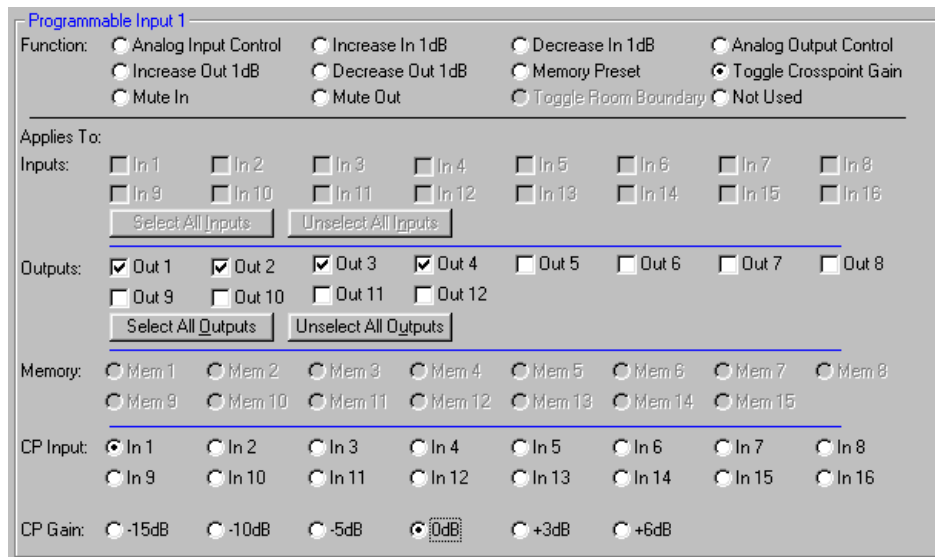 Programmable Input 1
Function: Analog Input Control Increase In 1dB Decrease In 1dB Analog Output Control
Increase Out 1dB Decrease Out 1dB Memory Preset Toggle Crosspoint Gain
Mute In Mute Out Toggle Room Boundary Not Used
Applies To:
Inputs: In 1 In 2 In 3 In 4 In 5 In 6 In 7 In 8
In 9 In 10 In 11 In 12 In 13 In 14 In 15 In 16
Select All Inputs Unselect All Inputs
Outputs: Out 1 Out 2 Out 3 Out 4 Out 5 Out 6 Out 7 Out 8
Out 9 Out 10 Out 11 Out 12
Select All Outputs Unselect All Outputs
Memory: Mem 1 Mem 2 Mem 3 Mem 4 Mem 5 Mem 6 Mem 7 Mem 8
Mem 9 Mem 10 Mem 11 Mem 12 Mem 13 Mem 14 Mem 15
CP Input: In 1 In 2 In 3 In 4 In 5 In 6 In 7 In 8
In 9 In 10 In 11 In 12 In 13 In 14 In 15 In 16
CP Gain: -15dB -10dB -5dB 0dB +3dB +6dB